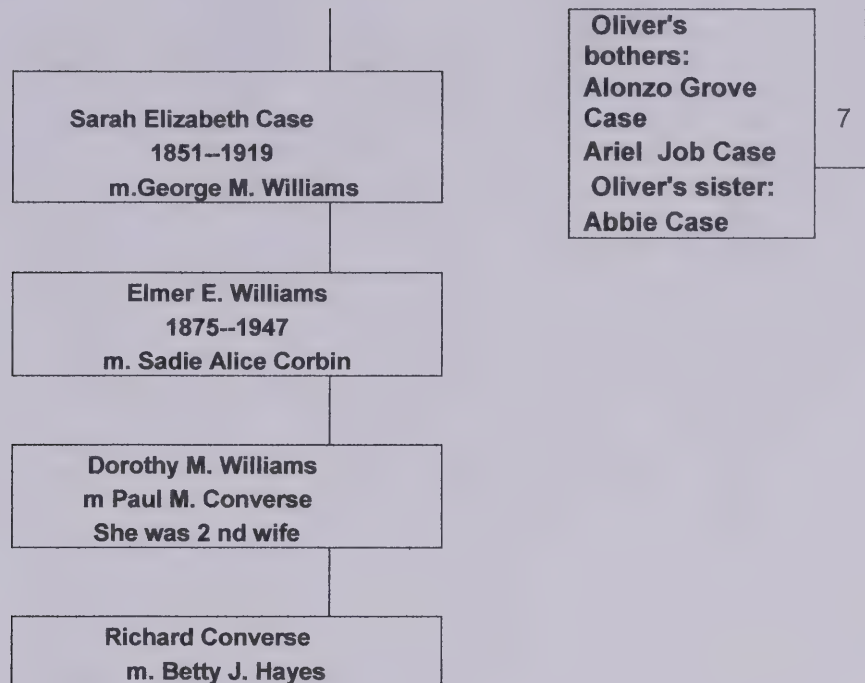 Sarah Elizabeth Case
1851--1919
m.George M. Williams
Elmer E. Williams
1875--1947
m. Sadie Alice Corbin
Dorothy M. Williams
m Paul M. Converse
She was 2 nd wife
Richard Converse
m. Betty J. Hayes
Oliver's
bothers:
Alonzo Grove
Case
Ariel Job Case
Oliver's sister:
Abbie Case
7